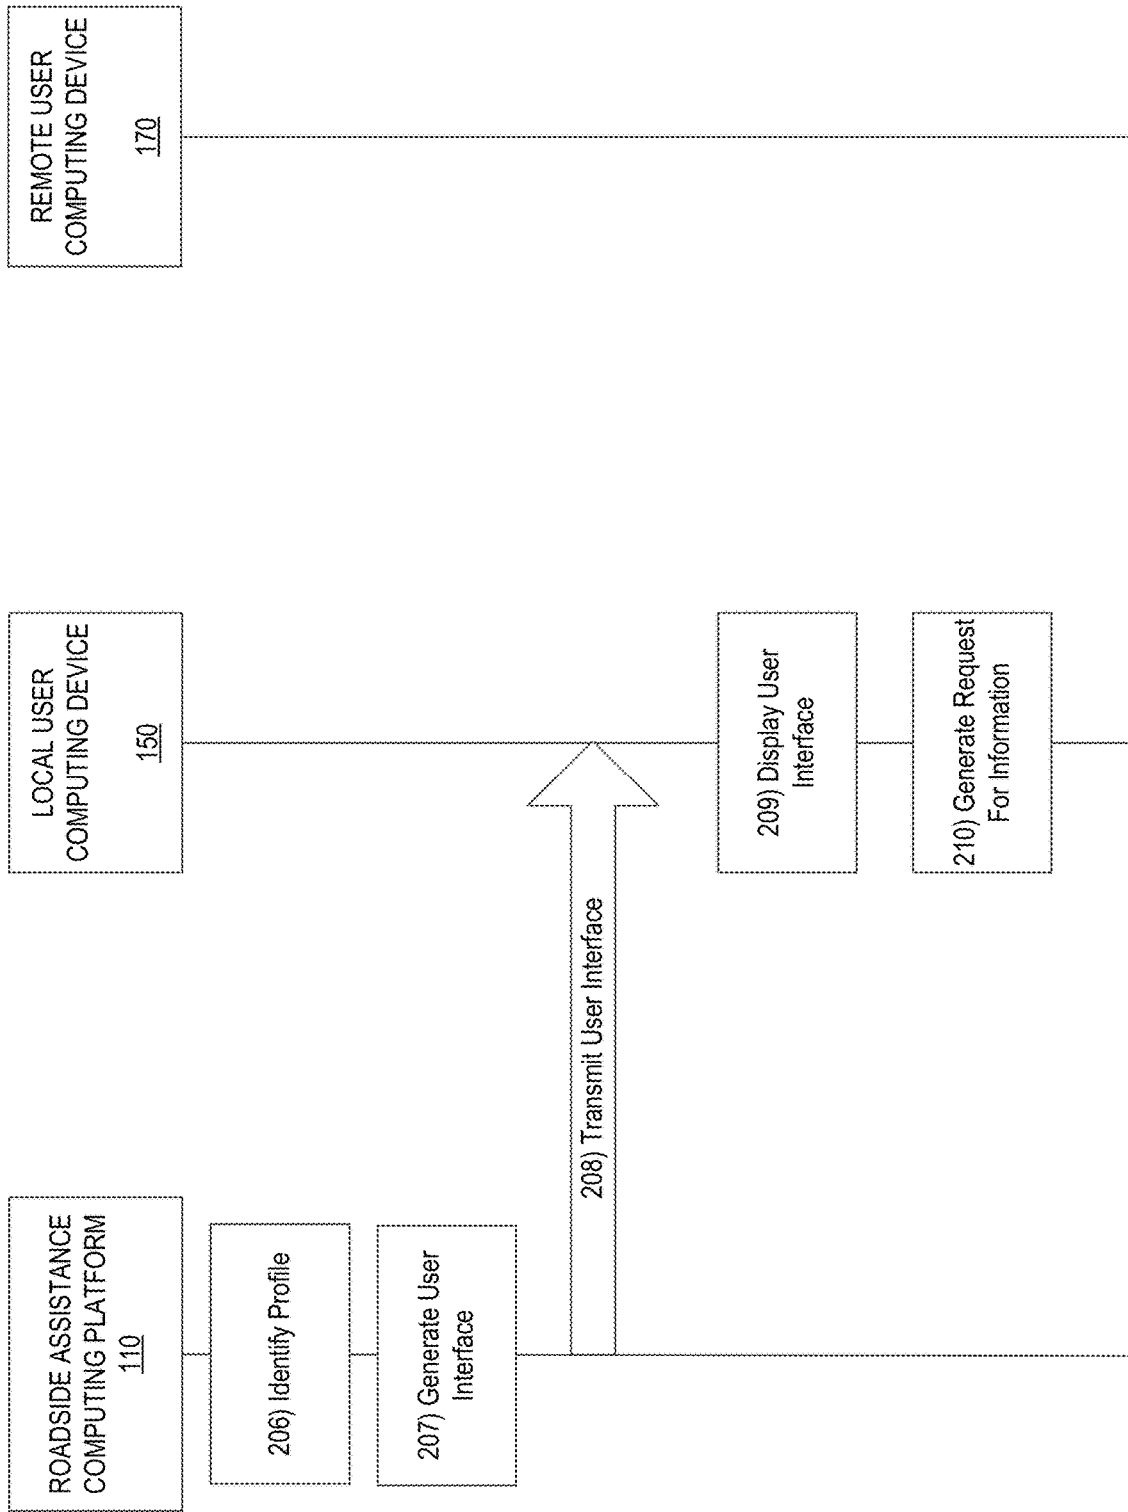 ROADSIDE ASSISTANCE
COMPUTING PLATFORM
110
LOCAL USER
COMPUTING DEVICE
150
REMOTE USER
COMPUTING DEVICE
170
206) Identify Profile
207) Generate User
Interface
208) Transmit User Interface
209) Display User
Interface
210) Generate Request
For Information